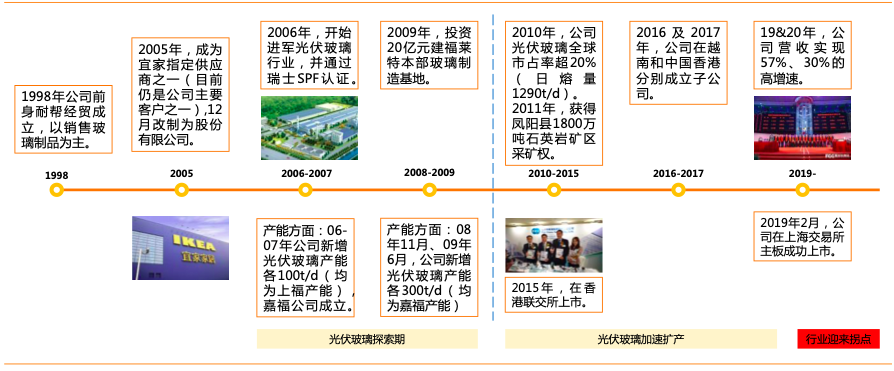 1998年公司前
身耐帮经贸成
立，以销售玻
璃制品为主。
2005年，成为
宜家指定供应
商之一（目前
仍是公司主要
客户之一）,12
月改制为股份
有限公司。
2006年，开始
进军光伏玻璃
行业，并通过
瑞士SPF认证。
2009年，投资
20亿元建福莱
特本部玻璃制
造基地。
2010年，公司
光伏玻璃全球
市占率超20%
（日熔量
1290t/d）。
2011年，获得
凤阳县1800万
吨石英岩矿区
采矿权。
2016及2017
年，公司在越
南和中国香港
分别成立子公
司。
19&20年，公
司营收实现
57%、30%的
高增速。
1998
2005
2006-2007
2008-2009
2010-2015
2016-2017
2019-
IKEA
宜家家居
产能方面：06-
07年公司新增
光伏玻璃产能
各100t/d（均
为上福产能），
嘉福公司成立。
产能方面：08
年11月、09年
6月，公司新增
光伏玻璃产能
各300t/d（均
为嘉福产能）
2015年，在香
港联交所上市。
2019年2月，公
司在上海交易所
主板成功上市。
光伏玻璃探索期
光伏玻璃加速扩产
行业迎来拐点